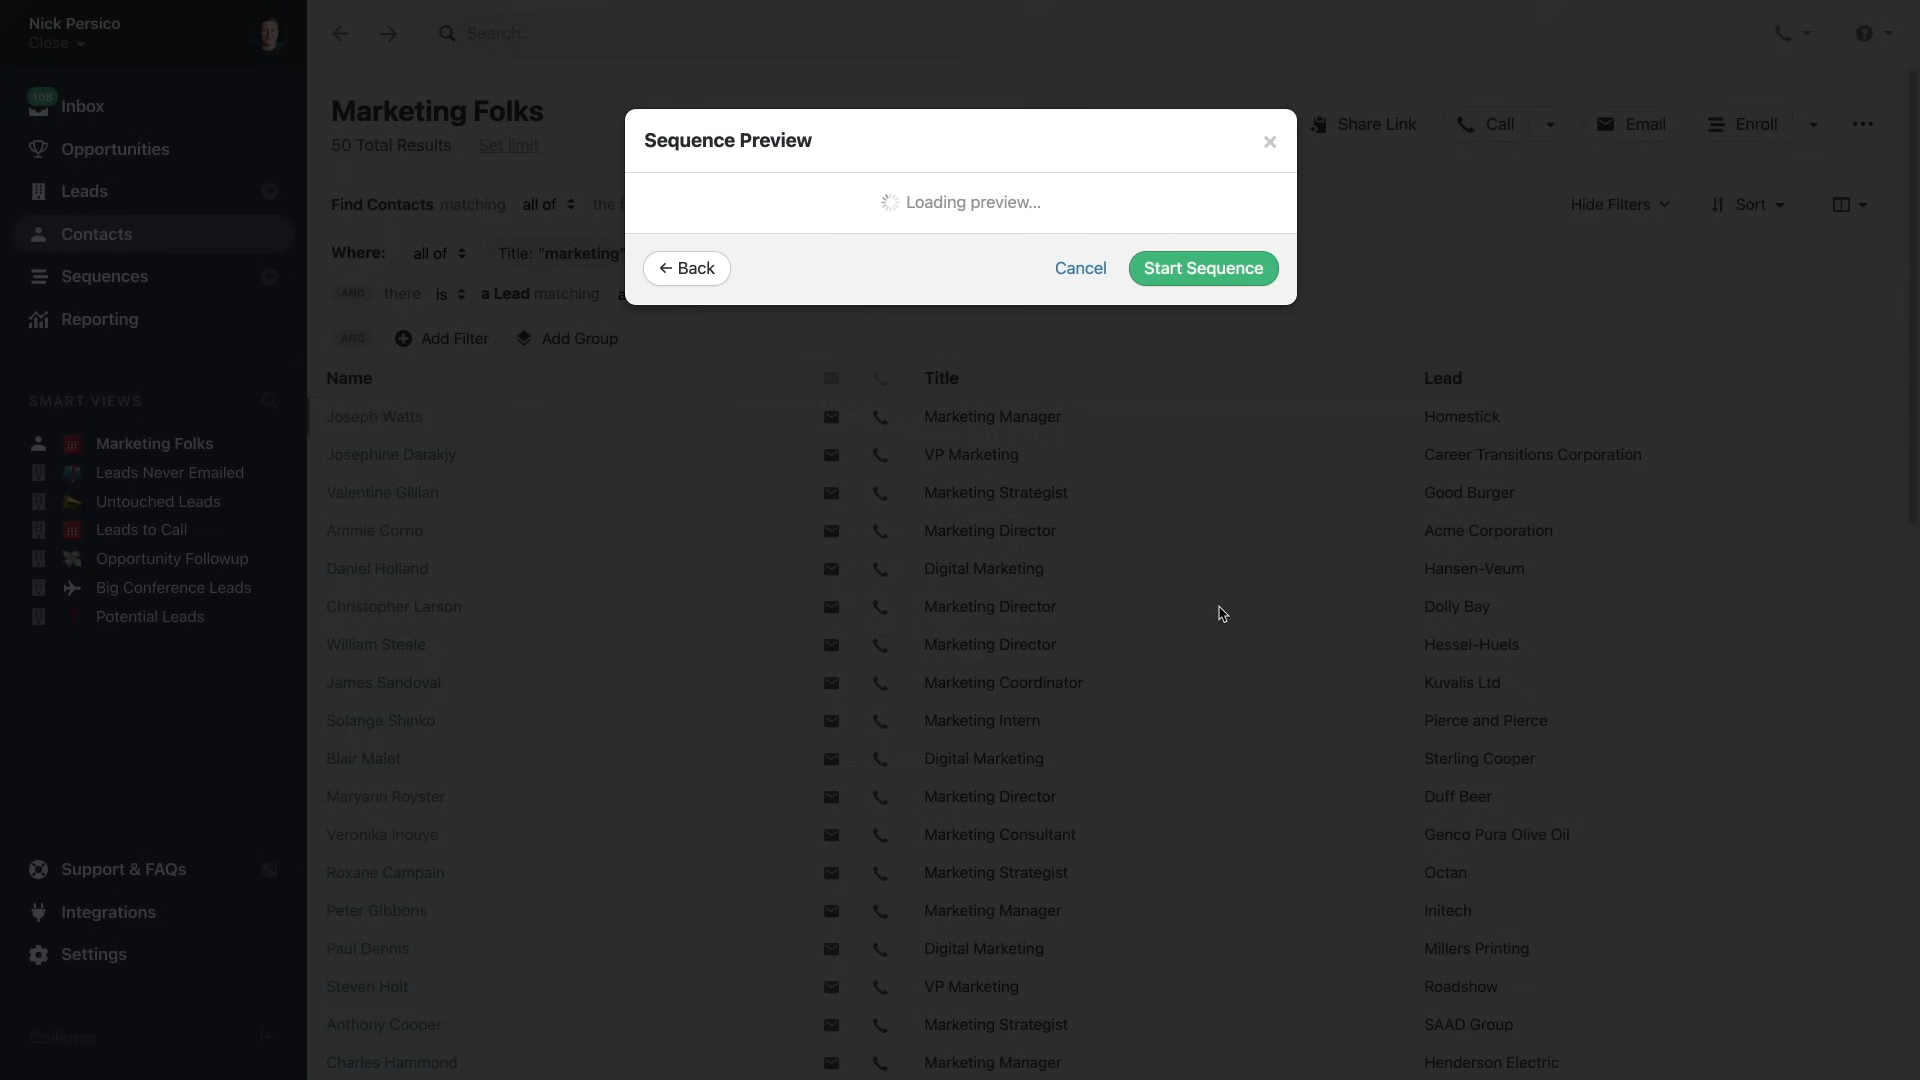 Nick Persico
Close
Search..
108
Inbox
Opportunities
Leads
Contacts
Sequences
Reporting
SMART VIEWS
Marketing Folks
Leads Never Emailed
Untouched Leads
Leads to Call
Opportunity Followup
Big Conference Leads
Potential Leads
Support & FAQs
Integrations
Settings
Collapse
Marketing Folks
50 Total Results Set limit
Share Link Call Email Enroll
Find Contacts matching all of the f
Hide Filters Sort
Where: all of Title: "marketing"
AND there is a Lead matching a
AND Add Filter Add Group
Sequence Preview
Loading preview...
← Back Cancel Start Sequence
Name Title Lead
Joseph Watts Marketing Manager Homestick
Josephine Darakjy VP Marketing Career Transitions Corporation
Valentine Gillian Marketing Strategist Good Burger
Ammie Corrio Marketing Director Acme Corporation
Daniel Holland Digital Marketing Hansen-Veum
Christopher Larson Marketing Director Dolly Bay
William Steele Marketing Director Hessel-Huels
James Sandoval Marketing Coordinator Kuvalis Ltd
Solange Shinko Marketing Intern Pierce and Pierce
Blair Malet Digital Marketing Sterling Cooper
Maryann Royster Marketing Director Duff Beer
Veronika Inouye Marketing Consultant Genco Pura Olive Oil
Roxane Campain Marketing Strategist Octan
Peter Gibbons Marketing Manager Initech
Paul Dennis Digital Marketing Millers Printing
Steven Holt VP Marketing Roadshow
Anthony Cooper Marketing Strategist SAAD Group
Charles Hammond Marketing Manager Henderson Electric